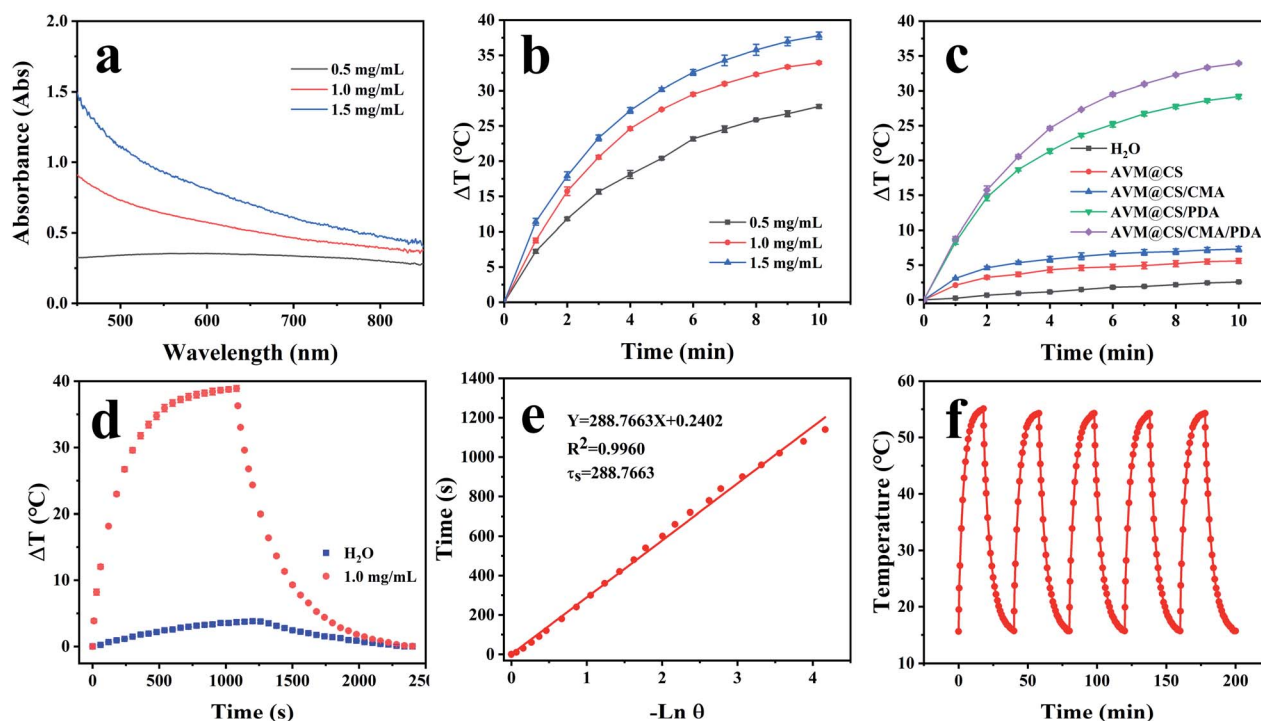 a
Absorbance (Abs)
2.0
1.5
1.0
0.5
0.0
0.5 mg/mL
1.0 mg/mL
1.5 mg/mL
500
600
700
800
Wavelength (nm)
b
ΔT (°C)
40
35
30
25
20
15
10
5
0
0.5 mg/mL
1.0 mg/mL
1.5 mg/mL
0
2
4
6
8
10
Time (min)
c
ΔT (°C)
40
35
30
25
20
15
10
5
0
H₂O
AVM@CS
AVM@CS/CMA
AVM@CS/PDA
AVM@CS/CMA/PDA
0
2
4
6
8
10
Time (min)
d
ΔT (°C)
40
30
20
10
0
H₂O
1.0 mg/mL
0
500
1000
1500
2000
Time (s)
e
Time (s)
1400
1200
1000
800
600
400
200
0
Y=288.7663X+0.2402
R²=0.9960
τs=288.7663
0
1
2
3
4
-Ln θ
f
Temperature (°C)
60
50
40
30
20
10
0
50
100
150
200
Time (min)